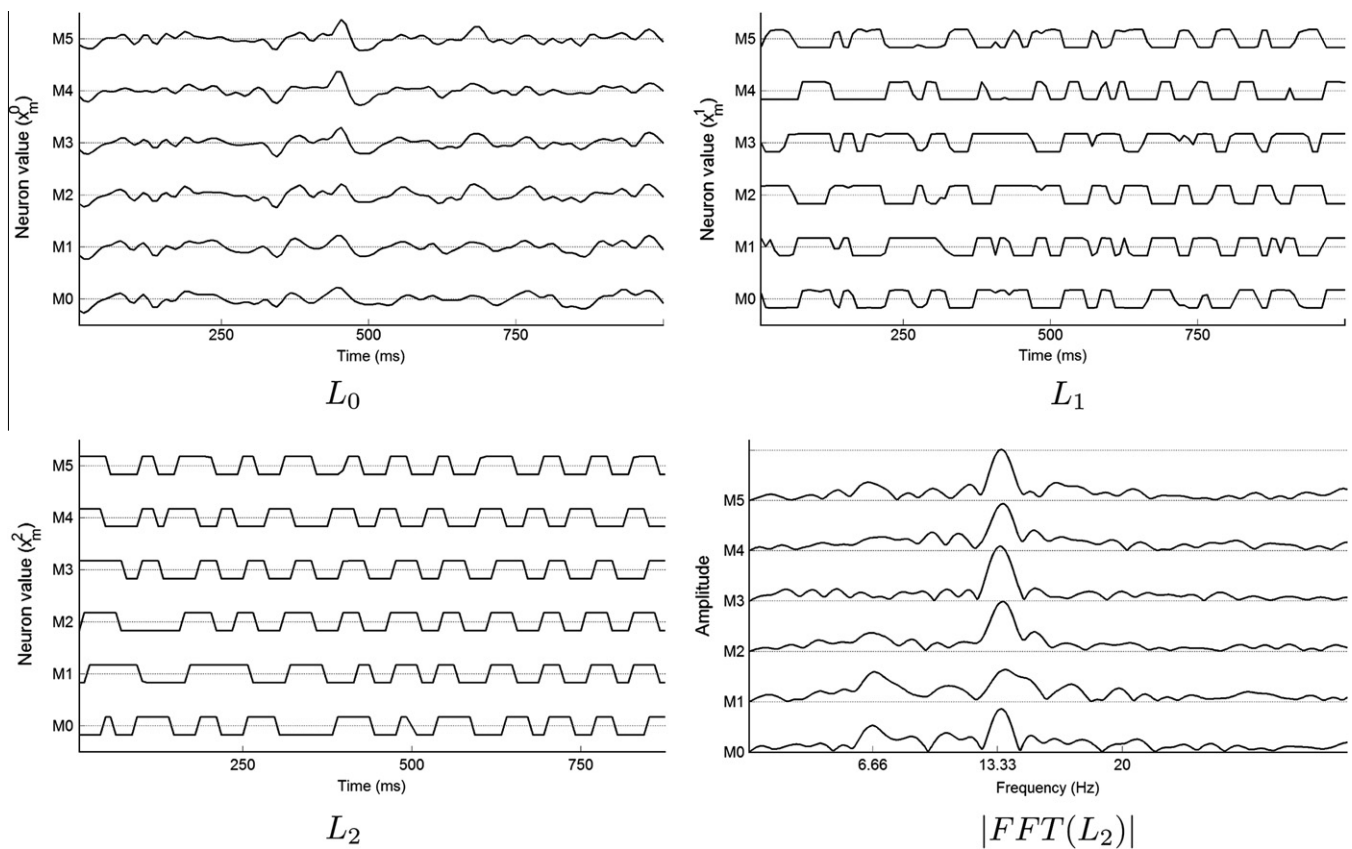 Neuron value (x⁰ₘ)
M5
M4
M3
M2
M1
M0
250
500
750
Time (ms)
L₀
Neuron value (x¹ₘ)
M5
M4
M3
M2
M1
M0
250
500
750
Time (ms)
L₁
Neuron value (x²ₘ)
M5
M4
M3
M2
M1
M0
250
500
750
Time (ms)
L₂
Amplitude
M5
M4
M3
M2
M1
M0
6.66
13.33
20
Frequency (Hz)
|FFT(L₂)|